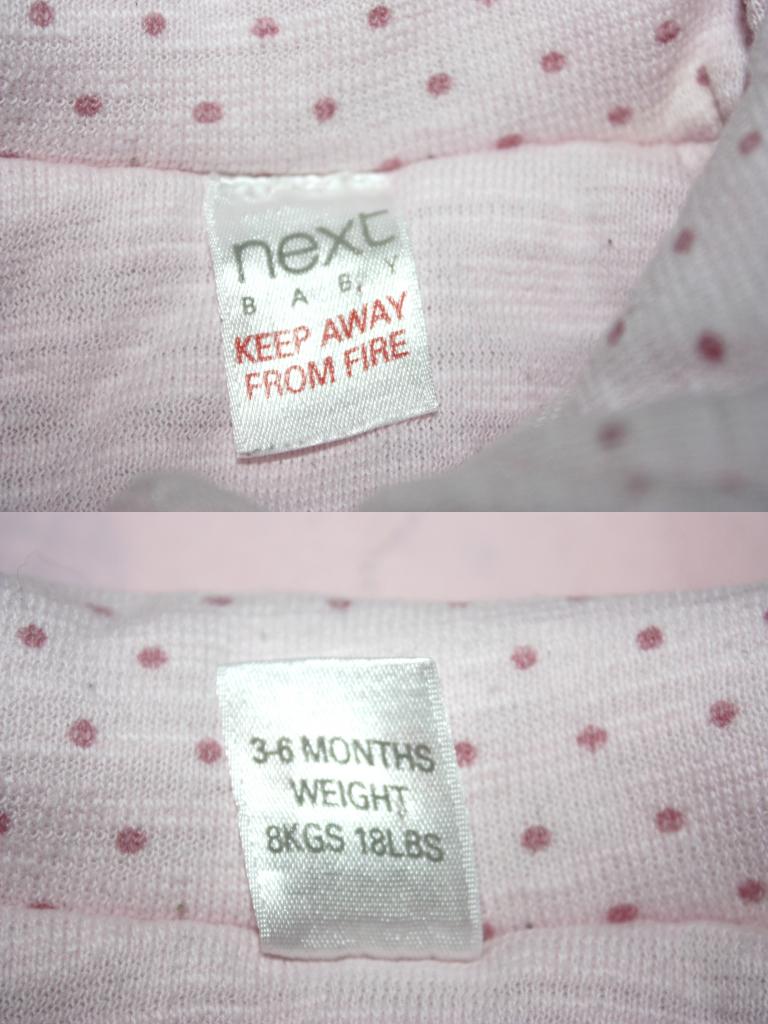 next
BABY
KEEP AWAY
FROM FIRE
3-6 MONTHS
WEIGHT
8KGS 18LBS